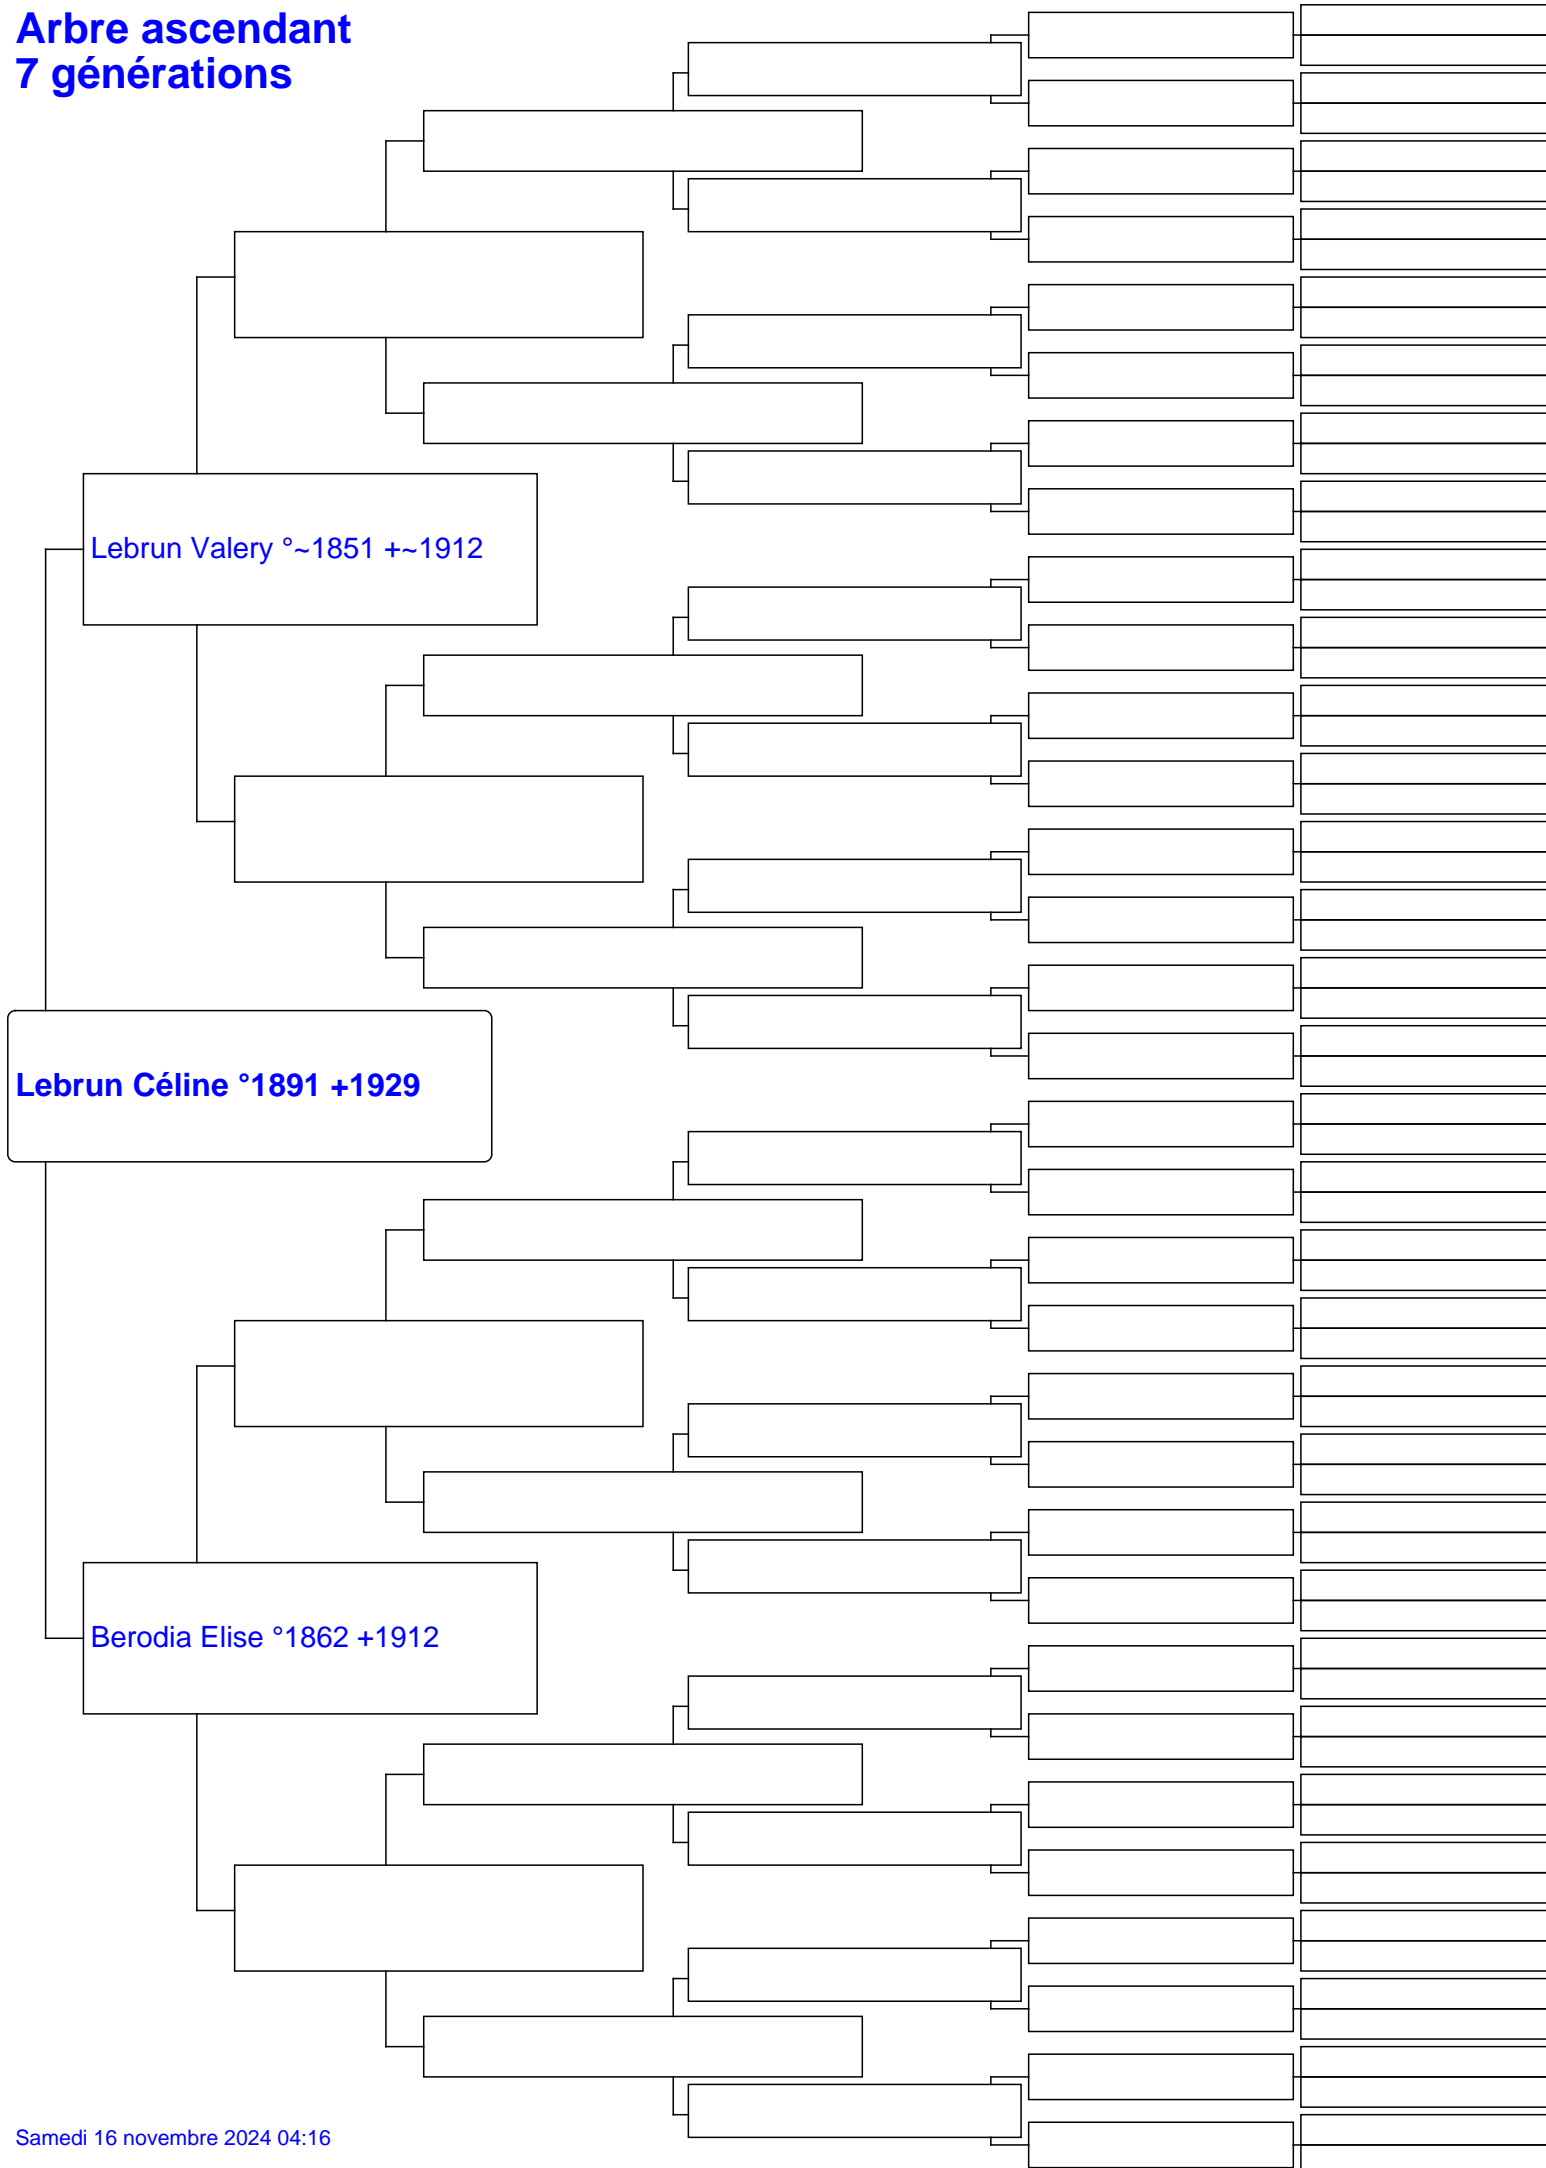 Arbre ascendant
7 générations
Lebrun Valery °~1851 +~1912
Lebrun Céline °1891 +1929
Berodia Elise °1862 +1912
Samedi 16 novembre 2024 04:16